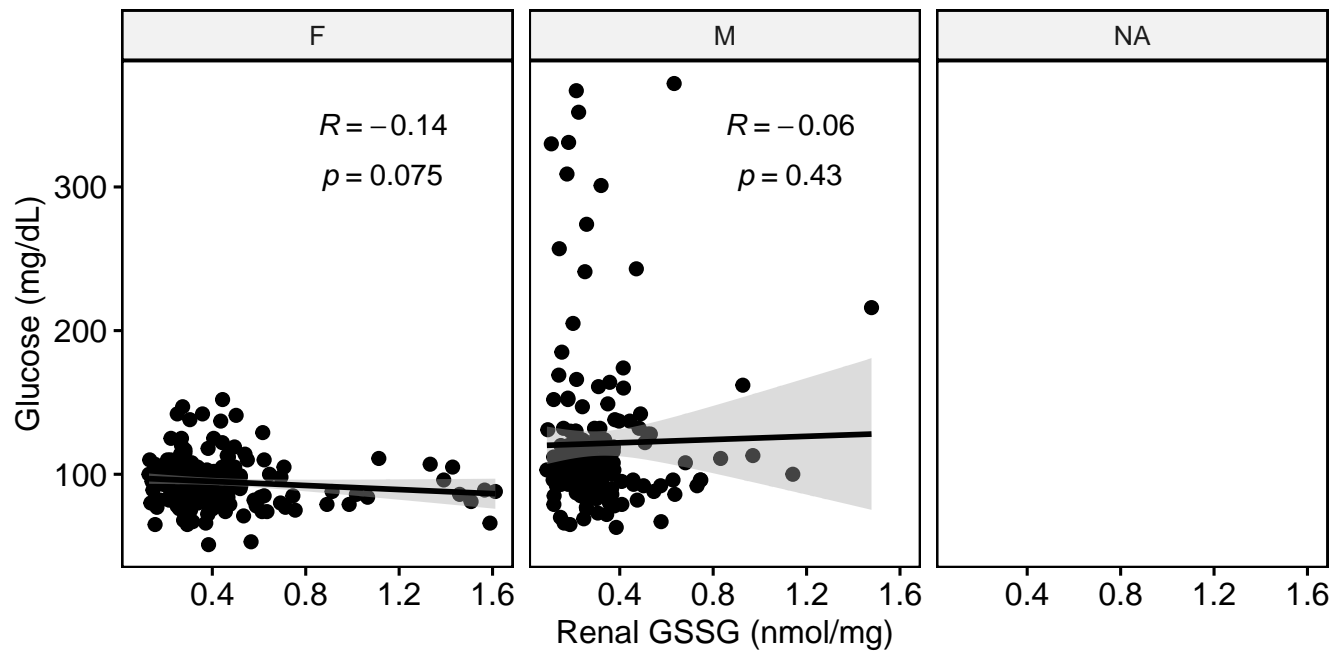 F
M
NA
R = −0.14
p = 0.075
R = −0.06
p = 0.43
Glucose (mg/dL)
300
200
100
0.4 0.8 1.2 1.6
0.4 0.8 1.2 1.6
0.4 0.8 1.2 1.6
Renal GSSG (nmol/mg)